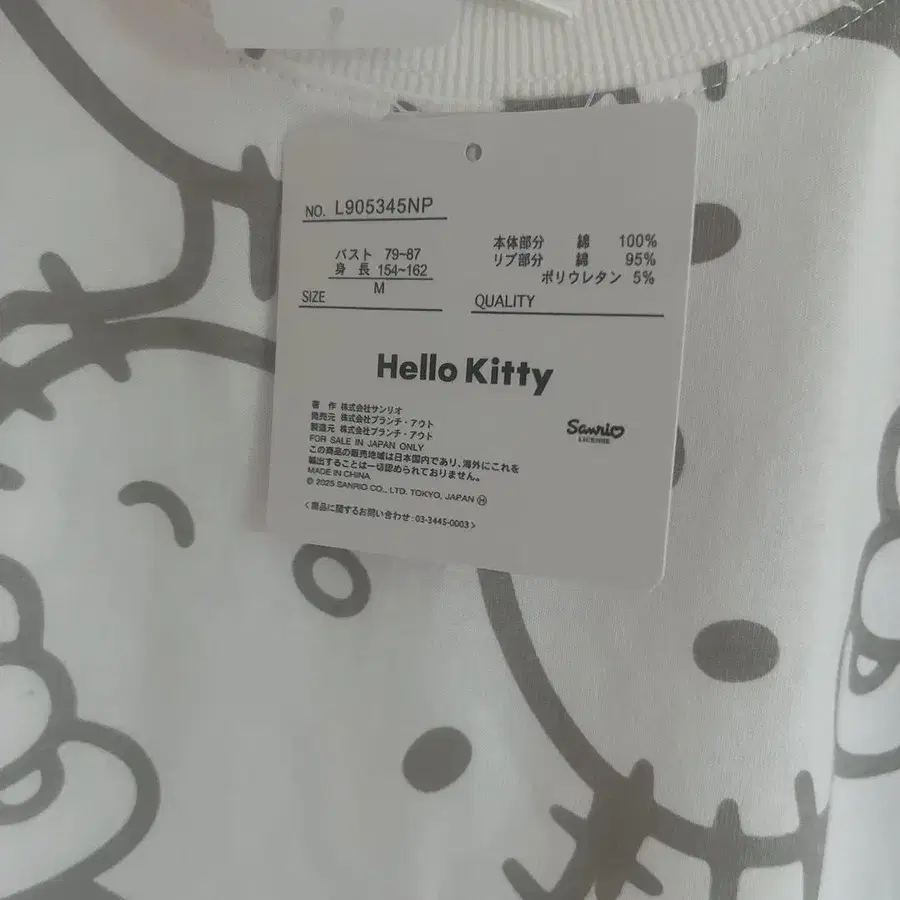 NO. L905345NP
バスト 79~87
身長 154~162
M
SIZE
本体部分 綿 100%
リブ部分 綿 95%
ポリウレタン 5%
QUALITY
Hello Kitty
著 作 株式会社サンリオ
発売元 株式会社ブランチ・アウト
製造元 株式会社ブランチ・アウト
FOR SALE IN JAPAN ONLY
この商品の販売地域は日本国内であり、海外にこれを
輸出することは一切認められておりません。
MADE IN CHINA
© 2025 SANRIO CO., LTD. TOKYO, JAPAN Ⓗ
<商品に関するお問い合わせ:03-3445-0003>
Sanrio
LICENSE